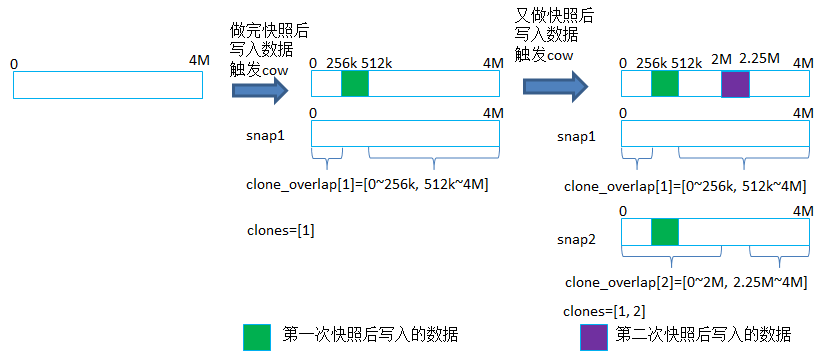 0 4M
做完快照后
写入数据
触发cow
0 256k 512k 4M
snap1
0 4M
clone_overlap[1]=[0~256k, 512k~4M]
clones=[1]
又做快照后
写入数据
触发cow
0 256k 512k 2M 2.25M 4M
snap1
0 4M
clone_overlap[1]=[0~256k, 512k~4M]
snap2
0 4M
clone_overlap[2]=[0~2M, 2.25M~4M]
clones=[1, 2]
第一次快照后写入的数据
第二次快照后写入的数据